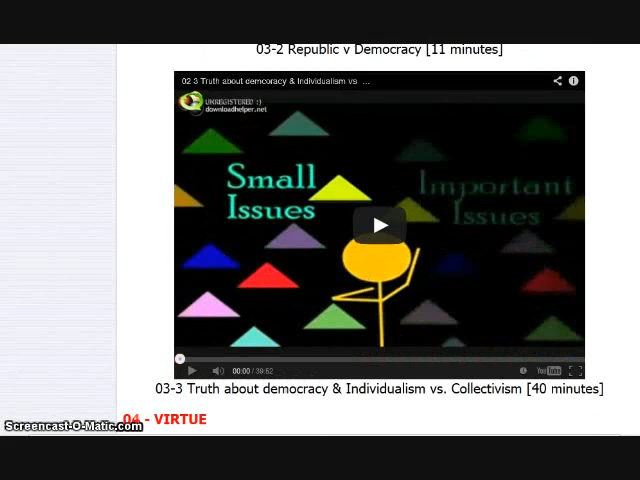 03-2 Republic v Democracy [11 minutes]
02 3 Truth about demcoracy & Individualism vs ...
UNREGISTERED :)
downloadhelper.net
Small
Issues
Important
Issues
00:00 / 39:52
YouTube
03-3 Truth about democracy & Individualism vs. Collectivism [40 minutes]
04 - VIRTUE
Screencast-O-Matic.com